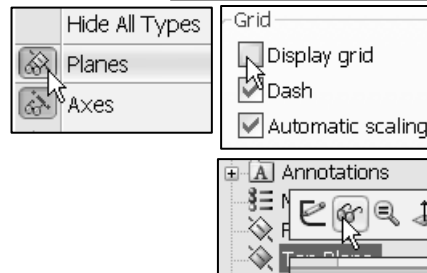 Hide All Types
Planes
Axes
Grid
Display grid
Dash
Automatic scaling
A Annotations